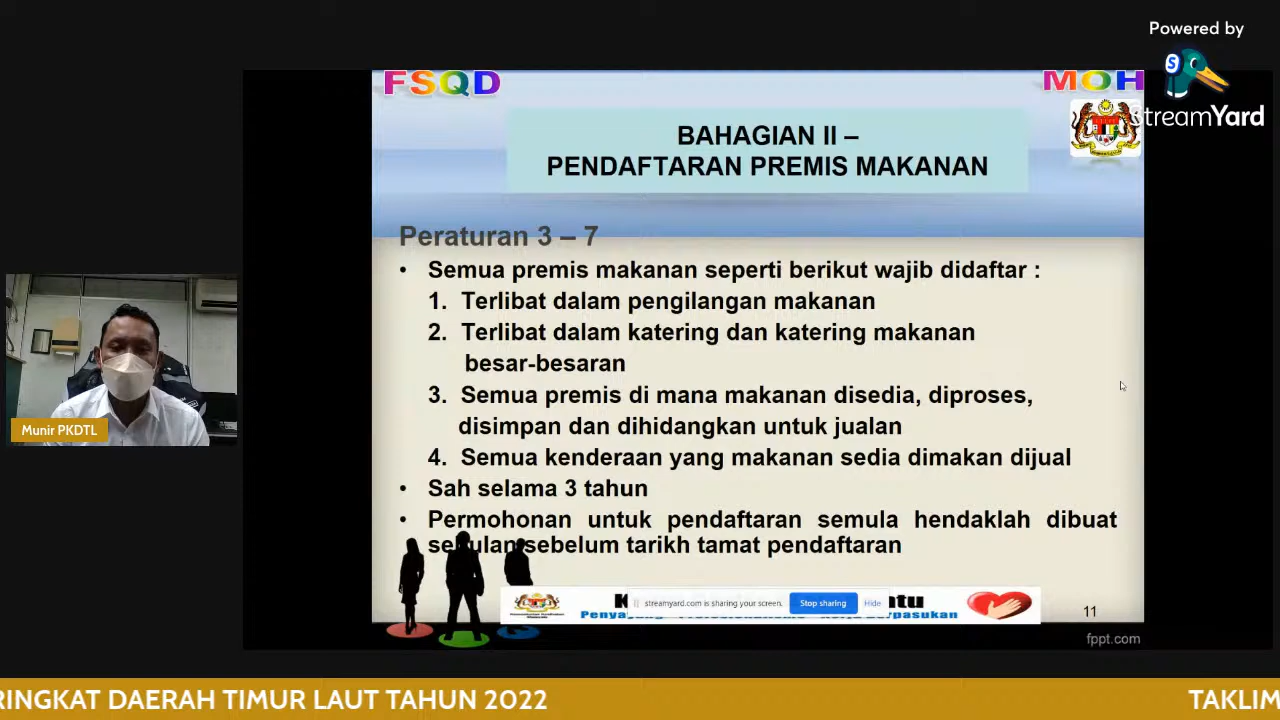 Powered by
StreamYard
FSQD
MOH
BAHAGIAN II –
PENDAFTARAN PREMIS MAKANAN
Peraturan 3 – 7
• Semua premis makanan seperti berikut wajib didaftar :
1. Terlibat dalam pengilangan makanan
2. Terlibat dalam katering dan katering makanan
besar-besaran
3. Semua premis di mana makanan disedia, diproses,
disimpan dan dihidangkan untuk jualan
4. Semua kenderaan yang makanan sedia dimakan dijual
• Sah selama 3 tahun
• Permohonan untuk pendaftaran semula hendaklah dibuat
sebulan sebelum tarikh tamat pendaftaran
Munir PKDTL
streamyard.com is sharing your screen.
Stop sharing
Hide
11
fppt.com
RINGKAT DAERAH TIMUR LAUT TAHUN 2022
TAKLIM